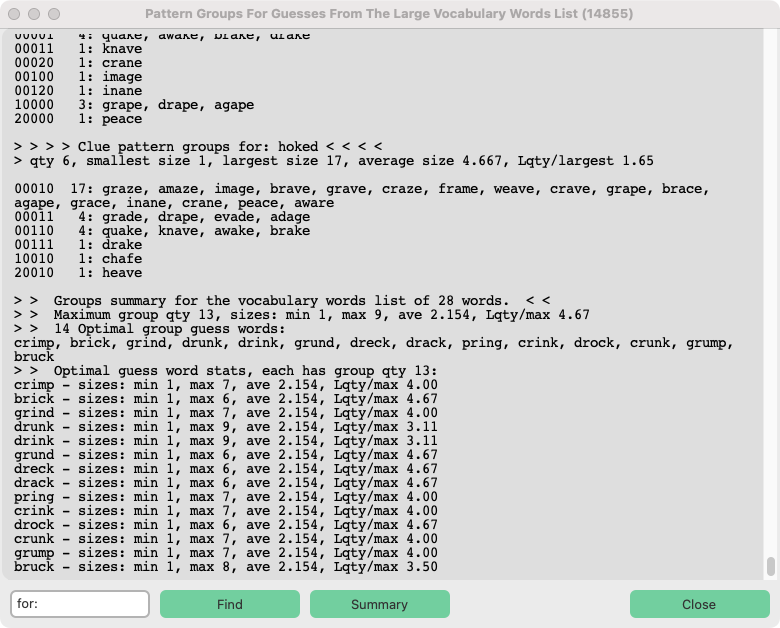 Pattern Groups For Guesses From The Large Vocabulary Words List (14855)
00001   4: quake, awake, brake, drake
00011   1: knave
00020   1: crane
00100   1: image
00120   1: inane
10000   3: grape, drape, agape
20000   1: peace
> > > > Clue pattern groups for: hoked < < < <
> qty 6, smallest size 1, largest size 17, average size 4.667, Lqty/largest 1.65
00010  17: graze, amaze, image, brave, grave, craze, frame, weave, crave, grape, brace,
agape, grace, inane, crane, peace, aware
00011   4: grade, drape, evade, adage
00110   4: quake, knave, awake, brake
00111   1: drake
10010   1: chafe
20010   1: heave
> >  Groups summary for the vocabulary words list of 28 words.  < <
> >  Maximum group qty 13, sizes: min 1, max 9, ave 2.154, Lqty/max 4.67
> >  14 Optimal group guess words:
crimp, brick, grind, drunk, drink, grund, dreck, drack, pring, crink, drock, crunk, grump,
bruck
> >  Optimal guess word stats, each has group qty 13:
crimp - sizes: min 1, max 7, ave 2.154, Lqty/max 4.00
brick - sizes: min 1, max 6, ave 2.154, Lqty/max 4.67
grind - sizes: min 1, max 7, ave 2.154, Lqty/max 4.00
drunk - sizes: min 1, max 9, ave 2.154, Lqty/max 3.11
drink - sizes: min 1, max 9, ave 2.154, Lqty/max 3.11
grund - sizes: min 1, max 6, ave 2.154, Lqty/max 4.67
dreck - sizes: min 1, max 6, ave 2.154, Lqty/max 4.67
drack - sizes: min 1, max 6, ave 2.154, Lqty/max 4.67
pring - sizes: min 1, max 7, ave 2.154, Lqty/max 4.00
crink - sizes: min 1, max 7, ave 2.154, Lqty/max 4.00
drock - sizes: min 1, max 6, ave 2.154, Lqty/max 4.67
crunk - sizes: min 1, max 7, ave 2.154, Lqty/max 4.00
grump - sizes: min 1, max 7, ave 2.154, Lqty/max 4.00
bruck - sizes: min 1, max 8, ave 2.154, Lqty/max 3.50
for: Find Summary Close